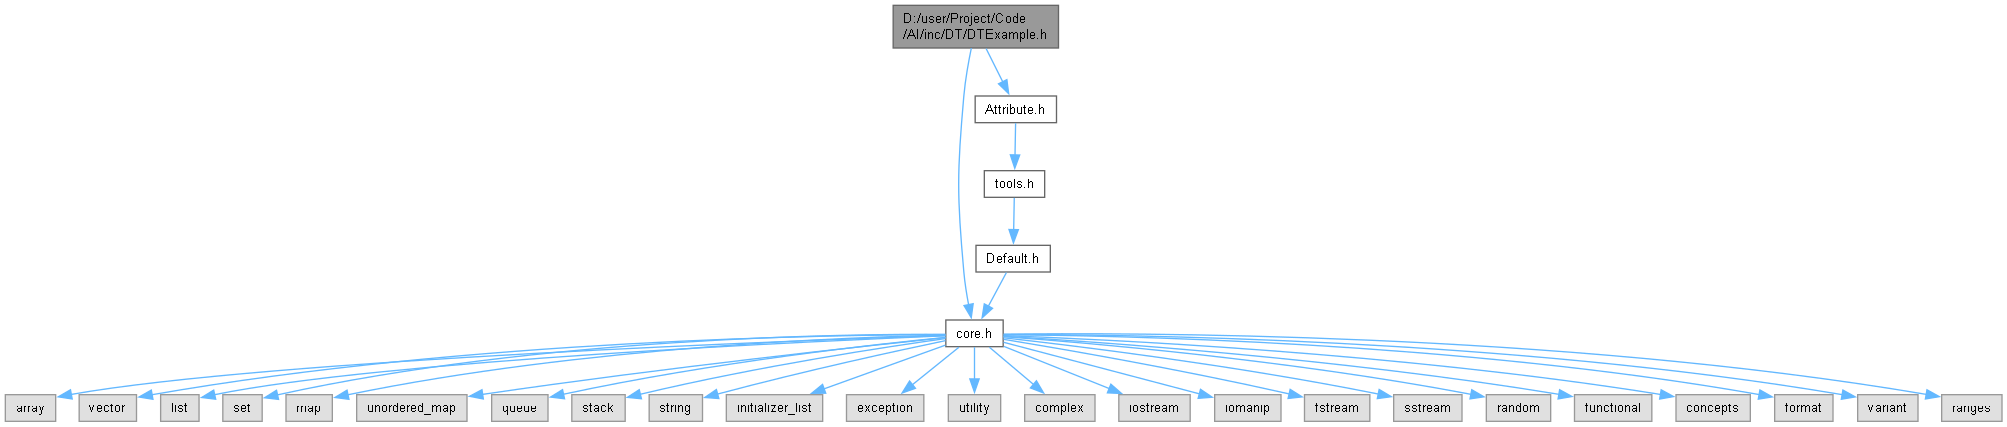 D:/user/Project/Code
/AI/inc/DT/DTExample.h
Attribute.h
tools.h
Default.h
core.h
array
vector
list
set
map
unordered_map
queue
stack
string
initializer_list
exception
utility
complex
iostream
iomanip
fstream
sstream
random
functional
concepts
format
variant
ranges